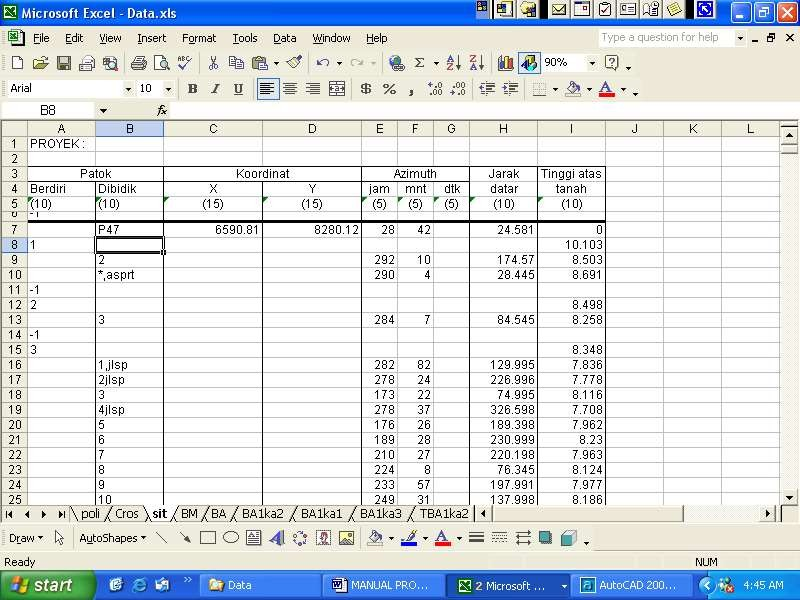 Microsoft Excel - Data.xls
File Edit View Insert Format Tools Data Window Help
Type a question for help
90%
Arial 10 B I U $ % ,
B8 fx
A B C D E F G H I J K L
1 PROYEK :
2
3 Patok Koordinat Azimuth Jarak Tinggi atas
4 Berdiri Dibidik X Y jam mnt dtk datar tanah
5 (10) (10) (15) (15) (5) (5) (5) (10) (10)
6 -1
7 P47 6590.81 8280.12 28 42 24.581 0
8 1 10.103
9 2 292 10 174.57 8.503
10 *,asprt 290 4 28.445 8.691
11 -1
12 2 8.498
13 3 284 7 84.545 8.258
14 -1
15 3 8.348
16 1,jlsp 282 82 129.995 7.836
17 2jlsp 278 24 226.996 7.778
18 3 173 22 74.995 8.116
19 4jlsp 278 37 326.598 7.708
20 5 176 26 189.398 7.962
21 6 189 28 230.999 8.23
22 7 210 27 220.198 7.963
23 8 224 8 76.345 8.124
24 9 233 57 197.991 7.977
25 10 249 31 137.998 8.186
poli Cros sit BM BA BA1ka2 BA1ka1 BA1ka3 TBA1ka2
Draw AutoShapes
Ready NUM
start Data MANUAL PRO... 2 Microsoft ... AutoCAD 200... 4:45 AM